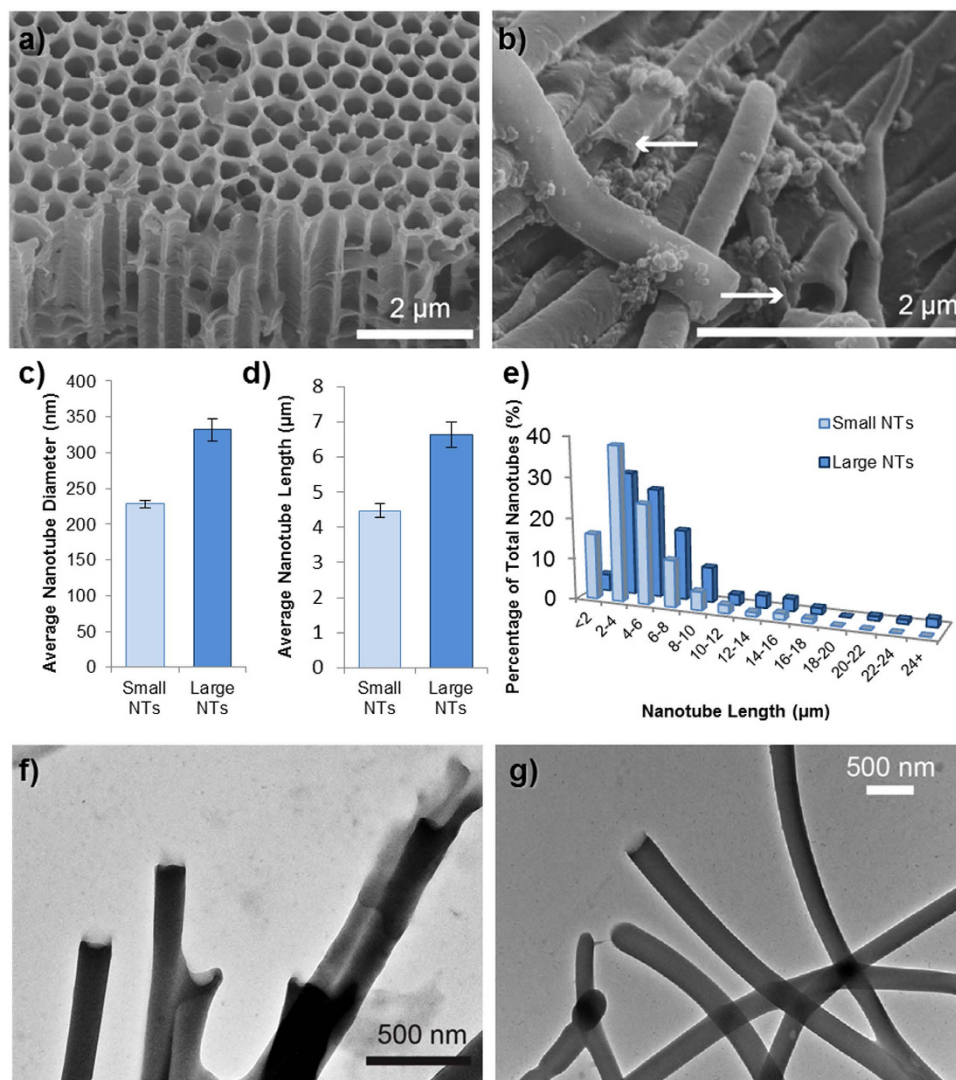 a)
2 µm
b)
2 µm
c)
Average Nanotube Diameter (nm)
400
350
300
250
200
150
100
50
0
Small
NTs
Large
NTs
d)
Average Nanotube Length (µm)
8
7
6
5
4
3
2
1
0
Small
NTs
Large
NTs
e)
Percentage of Total Nanotubes (%)
40
30
20
10
0
Small NTs
Large NTs
<2
2-4
4-6
6-8
8-10
10-12
12-14
14-16
16-18
18-20
20-22
22-24
24+
Nanotube Length (µm)
f)
500 nm
g)
500 nm